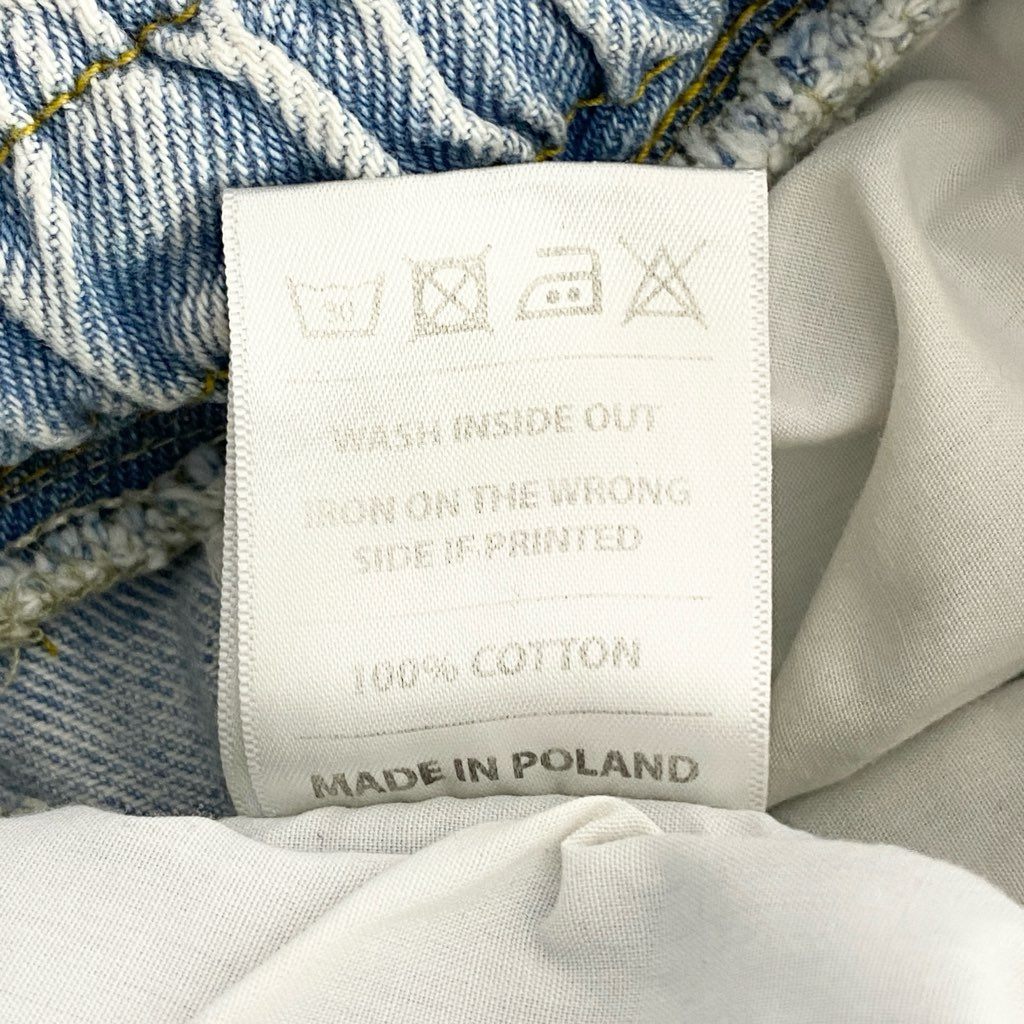 30
WASH INSIDE OUT
IRON ON THE WRONG
SIDE IF PRINTED
100% COTTON
MADE IN POLAND